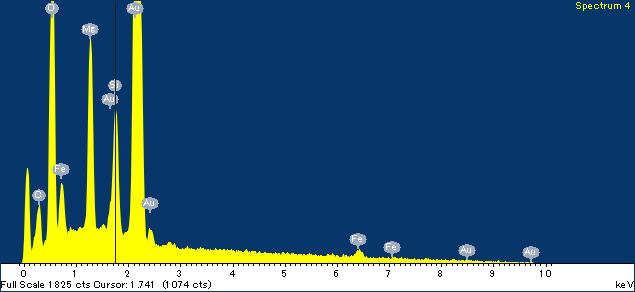 Spectrum 4
O Au
Mg
Si
Au
Fe
Au
Fe Fe Au Au
0 1 2 3 4 5 6 7 8 9 10
Full Scale 1825 cts Cursor: 1.741 (1074 cts) keV